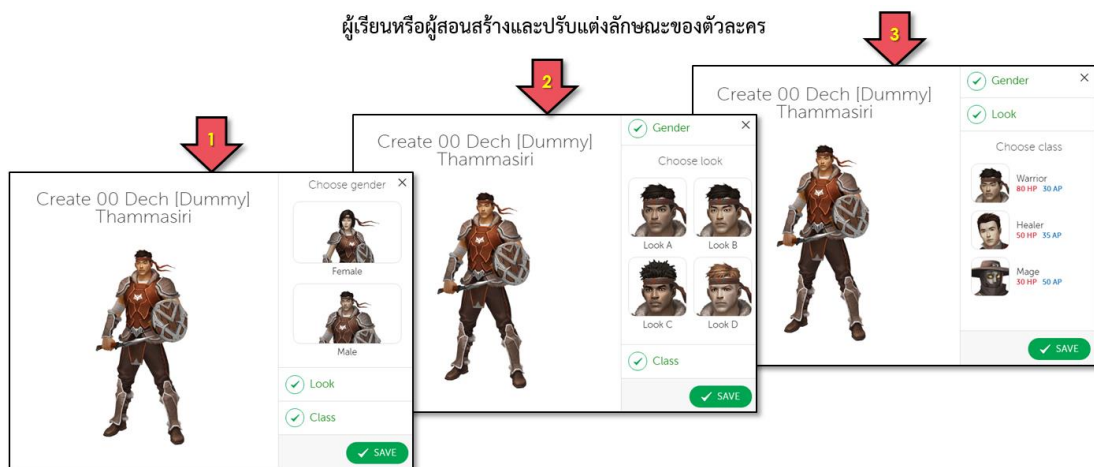 ผู้เรียนหรือผู้สอนสร้างและปรับแต่งลักษณะของตัวละคร
1
Create 00 Dech [Dummy]
Thammasiri
Choose gender
Female
Male
Look
Class
SAVE
2
Create 00 Dech [Dummy]
Thammasiri
Gender
Choose look
Look A Look B
Look C Look D
Class
SAVE
3
Create 00 Dech [Dummy]
Thammasiri
Gender
Look
Choose class
Warrior
80 HP 30 AP
Healer
50 HP 35 AP
Mage
30 HP 50 AP
SAVE